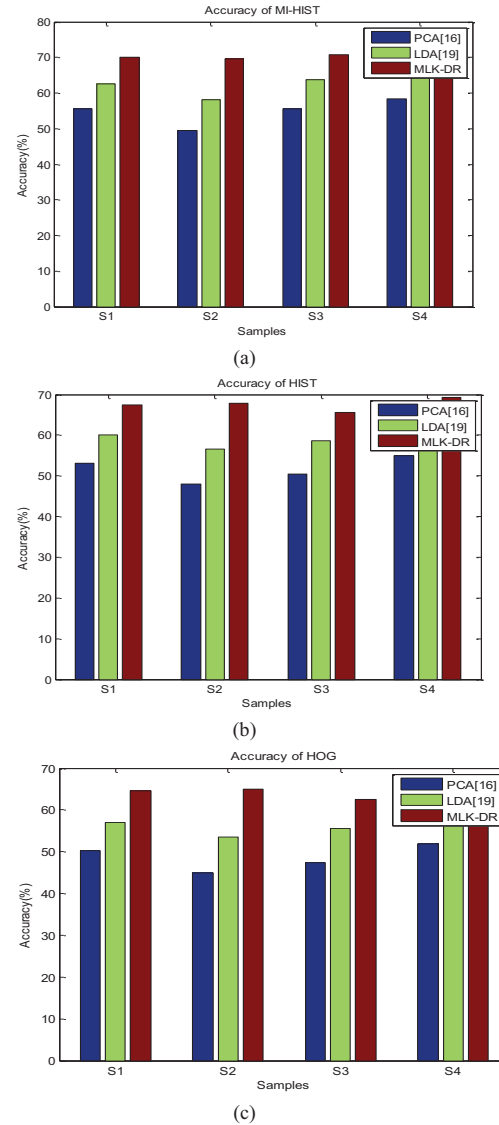 Accuracy of MI-HIST
80
70
60
50
40
30
20
10
0
Accuracy(%)
PCA[16]
LDA[19]
MLK-DR
S1 S2 S3 S4
Samples
(a)
Accuracy of HIST
70
60
50
40
30
20
10
0
Accuracy(%)
PCA[16]
LDA[19]
MLK-DR
S1 S2 S3 S4
Samples
(b)
Accuracy of HOG
70
60
50
40
30
20
10
0
Accuracy(%)
PCA[16]
LDA[19]
MLK-DR
S1 S2 S3 S4
Samples
(c)